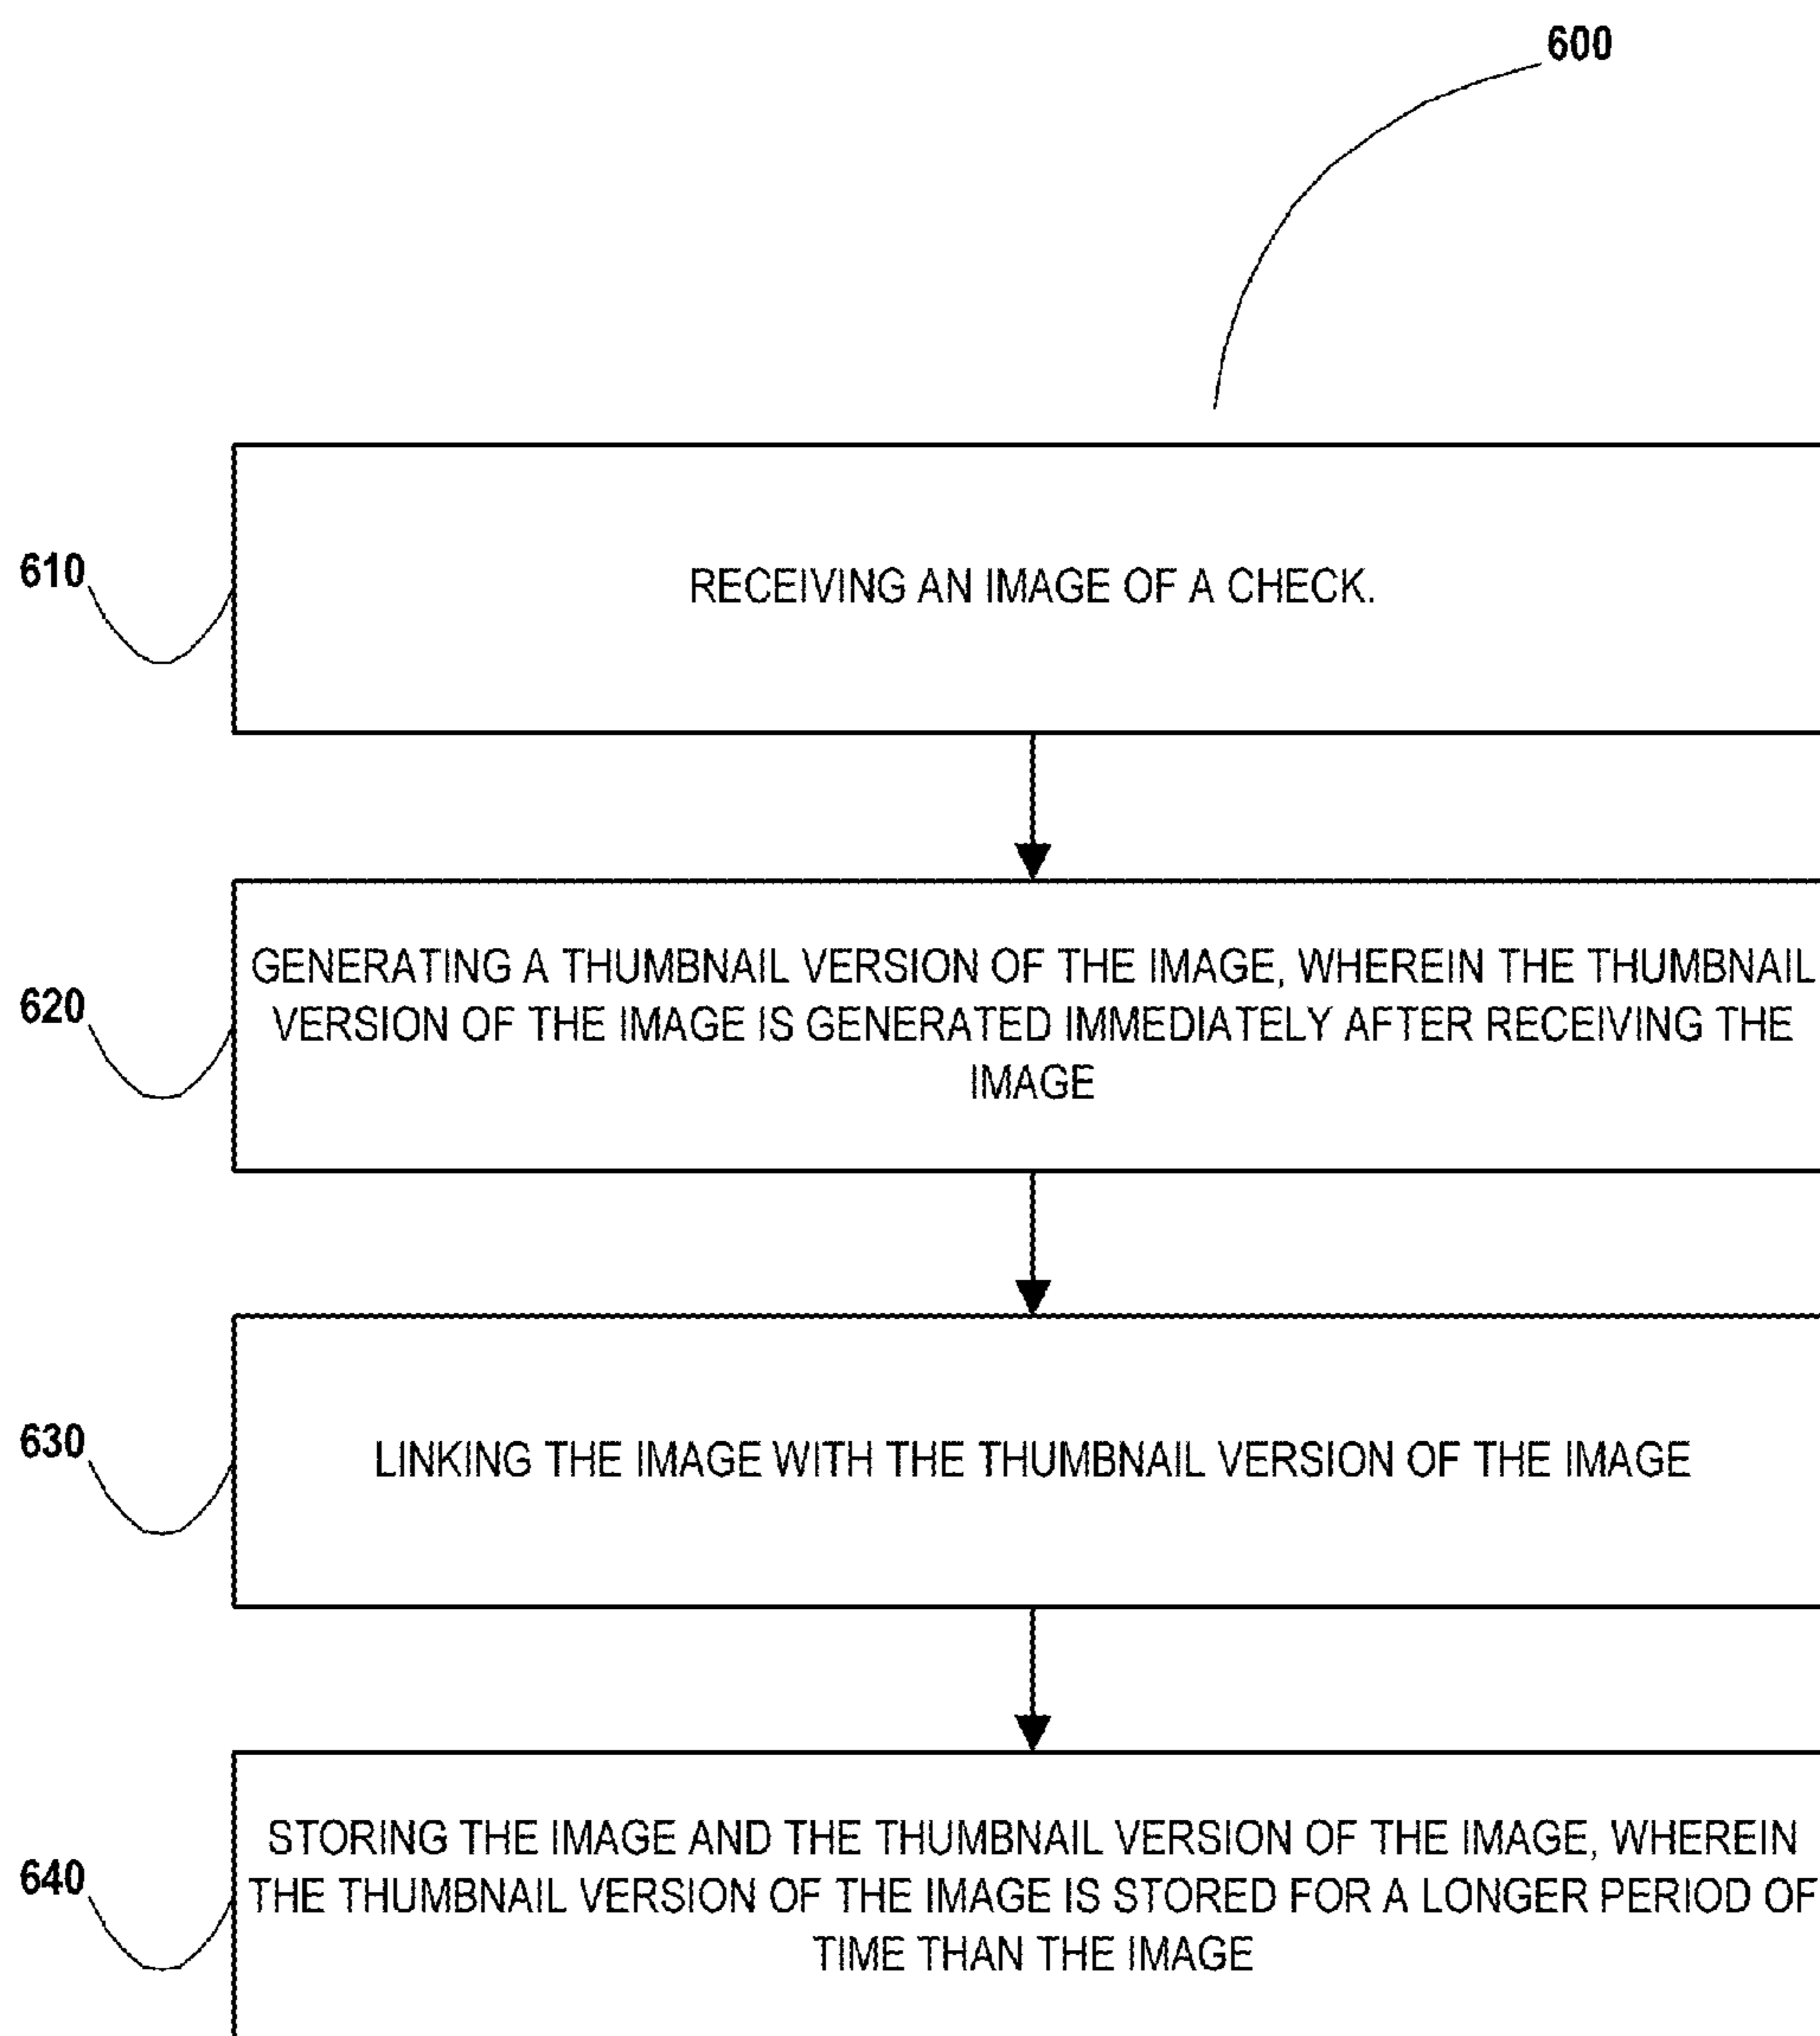 600
610
RECEIVING AN IMAGE OF A CHECK.
620
GENERATING A THUMBNAIL VERSION OF THE IMAGE, WHEREIN THE THUMBNAIL
VERSION OF THE IMAGE IS GENERATED IMMEDIATELY AFTER RECEIVING THE
IMAGE
630
LINKING THE IMAGE WITH THE THUMBNAIL VERSION OF THE IMAGE
640
STORING THE IMAGE AND THE THUMBNAIL VERSION OF THE IMAGE, WHEREIN
THE THUMBNAIL VERSION OF THE IMAGE IS STORED FOR A LONGER PERIOD OF
TIME THAN THE IMAGE